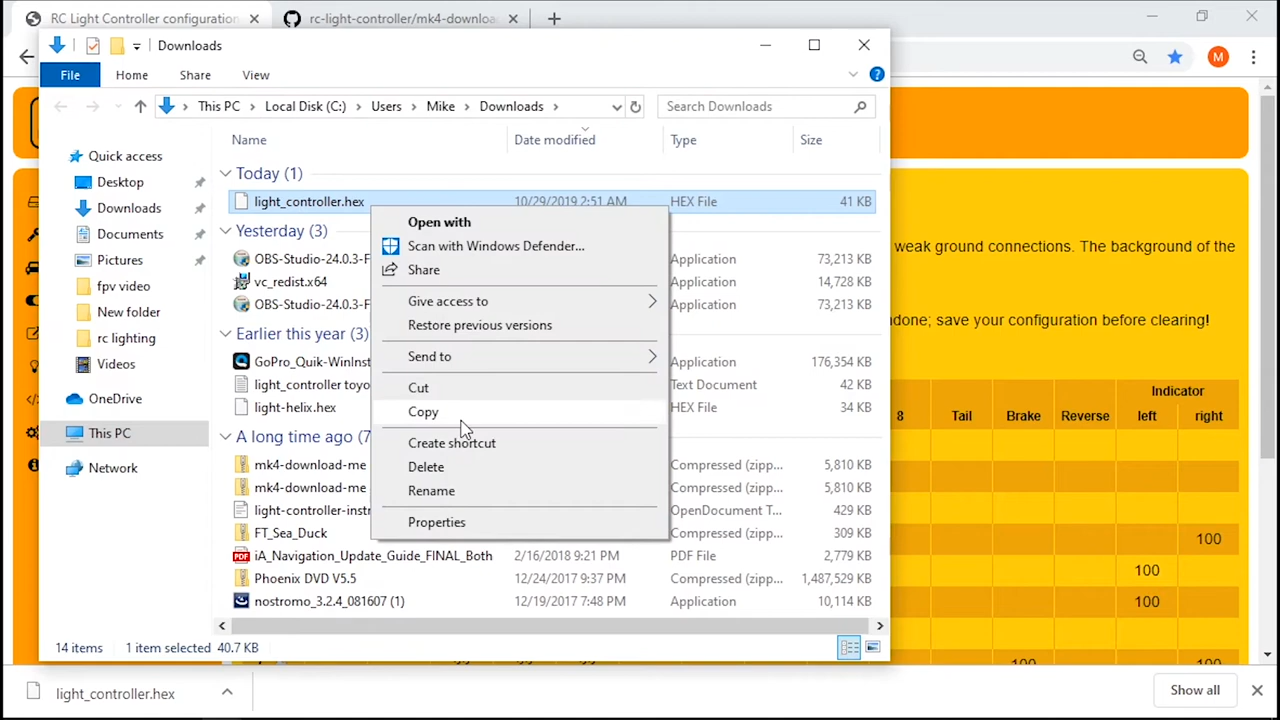 RC Light Controller configuration
rc-light-controller/mk4-downloa
M
Downloads
File Home Share View
This PC Local Disk (C:) Users Mike Downloads
Search Downloads
Name Date modified Type Size
Today (1)
light_controller.hex 10/29/2019 2:51 AM HEX File 41 KB
Yesterday (3)
OBS-Studio-24.0.3-F Application 73,213 KB
vc_redist.x64 Application 14,728 KB
OBS-Studio-24.0.3-F Application 73,213 KB
Earlier this year (3)
GoPro_Quik-WinInst Application 176,354 KB
light_controller toyo Text Document 42 KB
light-helix.hex HEX File 34 KB
A long time ago (7
mk4-download-me Compressed (zipp... 5,810 KB
mk4-download-me Compressed (zipp... 5,810 KB
light-controller-instr OpenDocument T... 429 KB
FT_Sea_Duck Compressed (zipp... 309 KB
iA_Navigation_Update_Guide_FINAL_Both 2/16/2018 9:21 PM PDF File 2,779 KB
Phoenix DVD V5.5 12/24/2017 9:37 PM Compressed (zipp... 1,487,529 KB
nostromo_3.2.4_081607 (1) 12/19/2017 7:48 PM Application 10,114 KB
Quick access
Desktop
Downloads
Documents
Pictures
fpv video
New folder
rc lighting
Videos
OneDrive
This PC
Network
Open with
Scan with Windows Defender...
Share
Give access to
Restore previous versions
Send to
Cut
Copy
Create shortcut
Delete
Rename
Properties
14 items 1 item selected 40.7 KB
weak ground connections. The background of the
ndone; save your configuration before clearing!
Indicator
8 Tail Brake Reverse left right
100
100
100
light_controller.hex
Show all